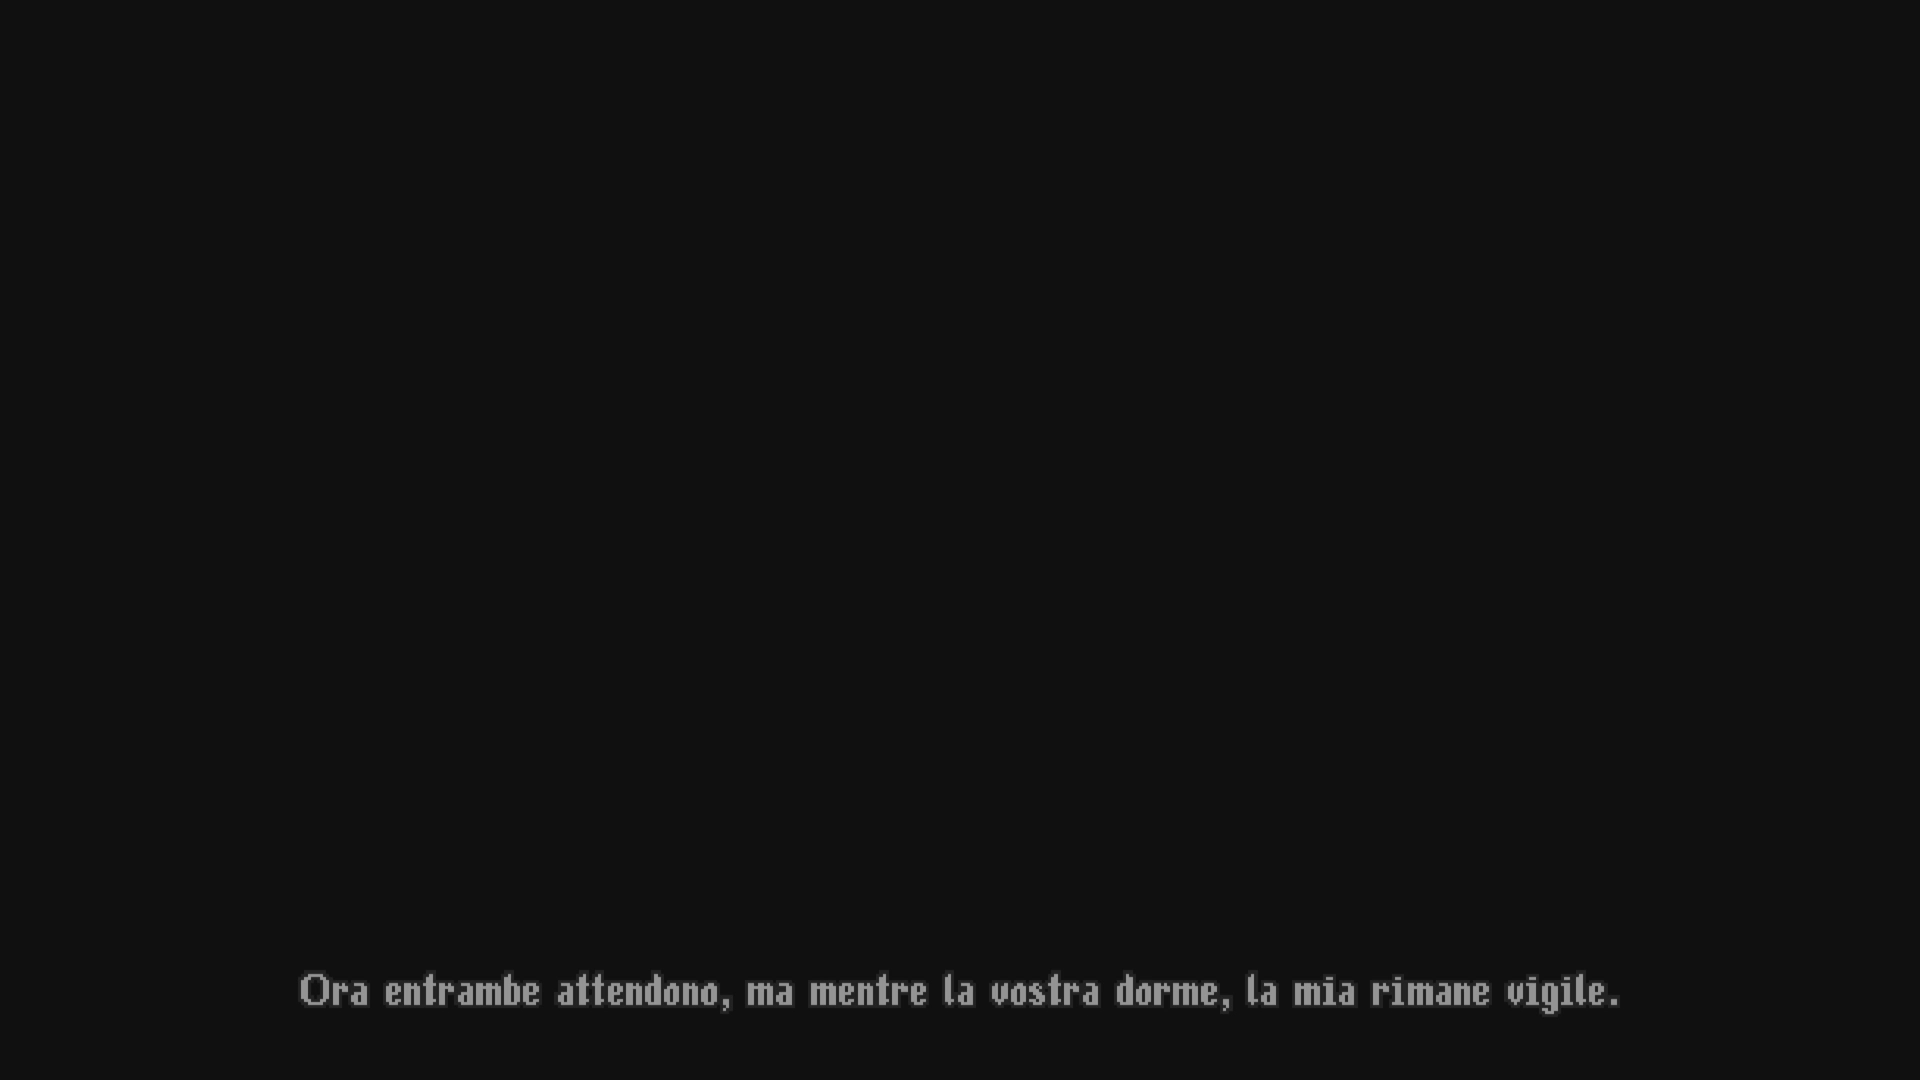 Ora entrambe attendono, ma mentre la vostra dorme, la mia rimane vigile.